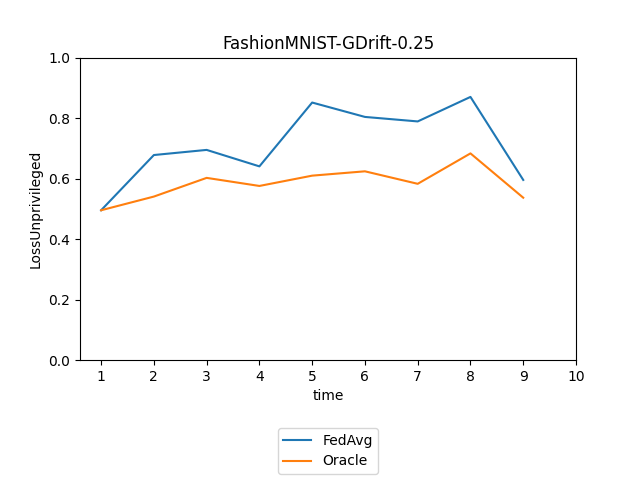 FashionMNIST-GDrift-0.25
1.0
0.8
0.6
0.4
0.2
0.0
LossUnprivileged
1 2 3 4 5 6 7 8 9 10
time
FedAvg
Oracle